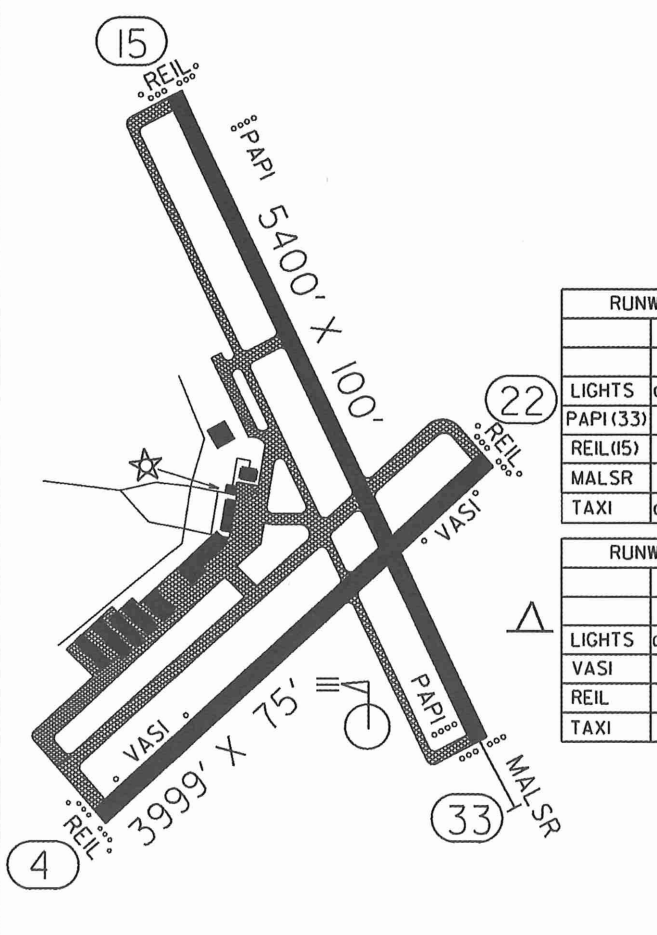 15
REIL
PAPI
5400' X 100'
22
REIL
VASI
RUNW
LIGHTS
PAPI (33)
REIL (15)
MALSR
TAXI
RUNW
LIGHTS
VASI
REIL
TAXI
PAPI
MALSR
33
VASI
3999' X 75'
REIL
4